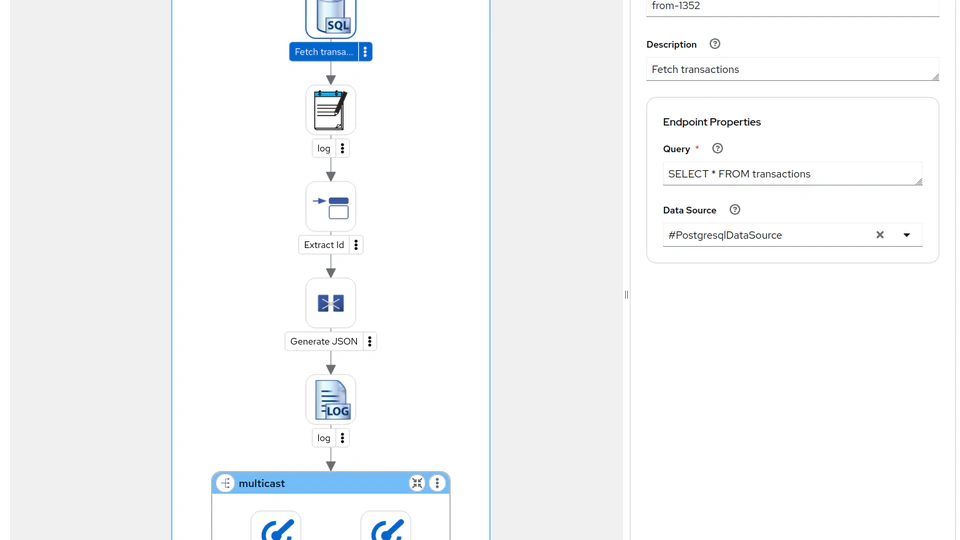 SQL
Fetch transa...
log
Extract Id
Generate JSON
LOG
log
multicast
from-1352
Description
Fetch transactions
Endpoint Properties
Query *
SELECT * FROM transactions
Data Source
#PostgresqlDataSource